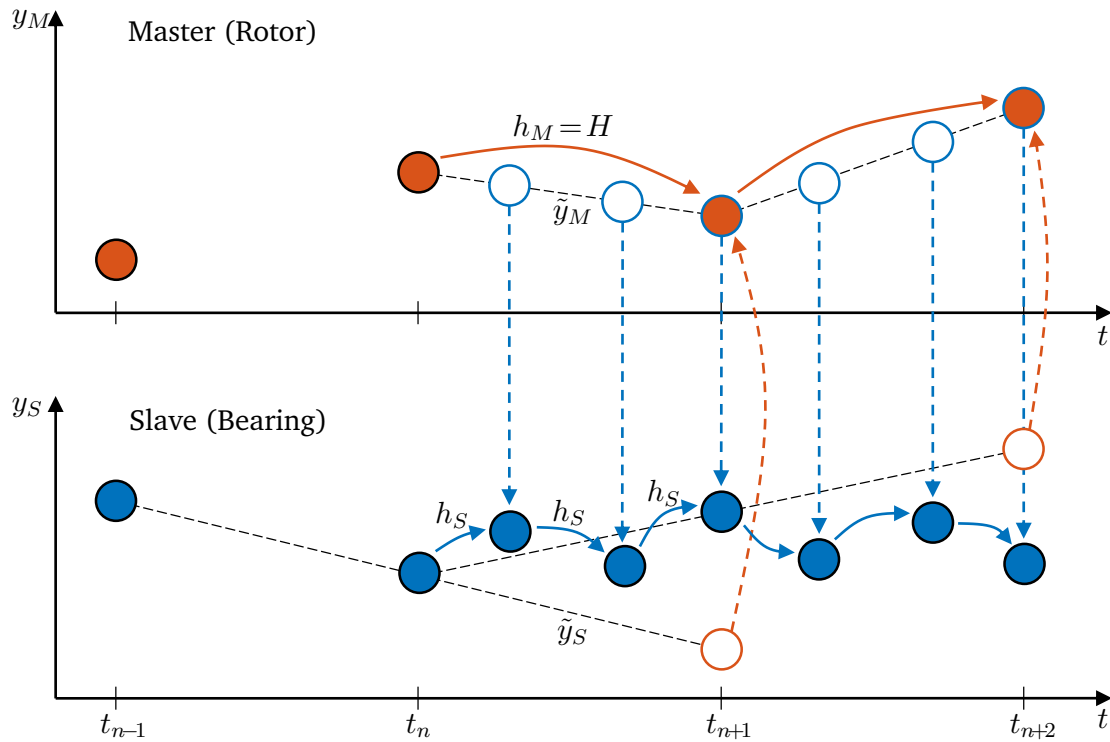 y_M
Master (Rotor)
h_M = H
ỹ_M
t
y_S
Slave (Bearing)
h_S
h_S
h_S
ỹ_S
t_{n-1}
t_n
t_{n+1}
t_{n+2}
t